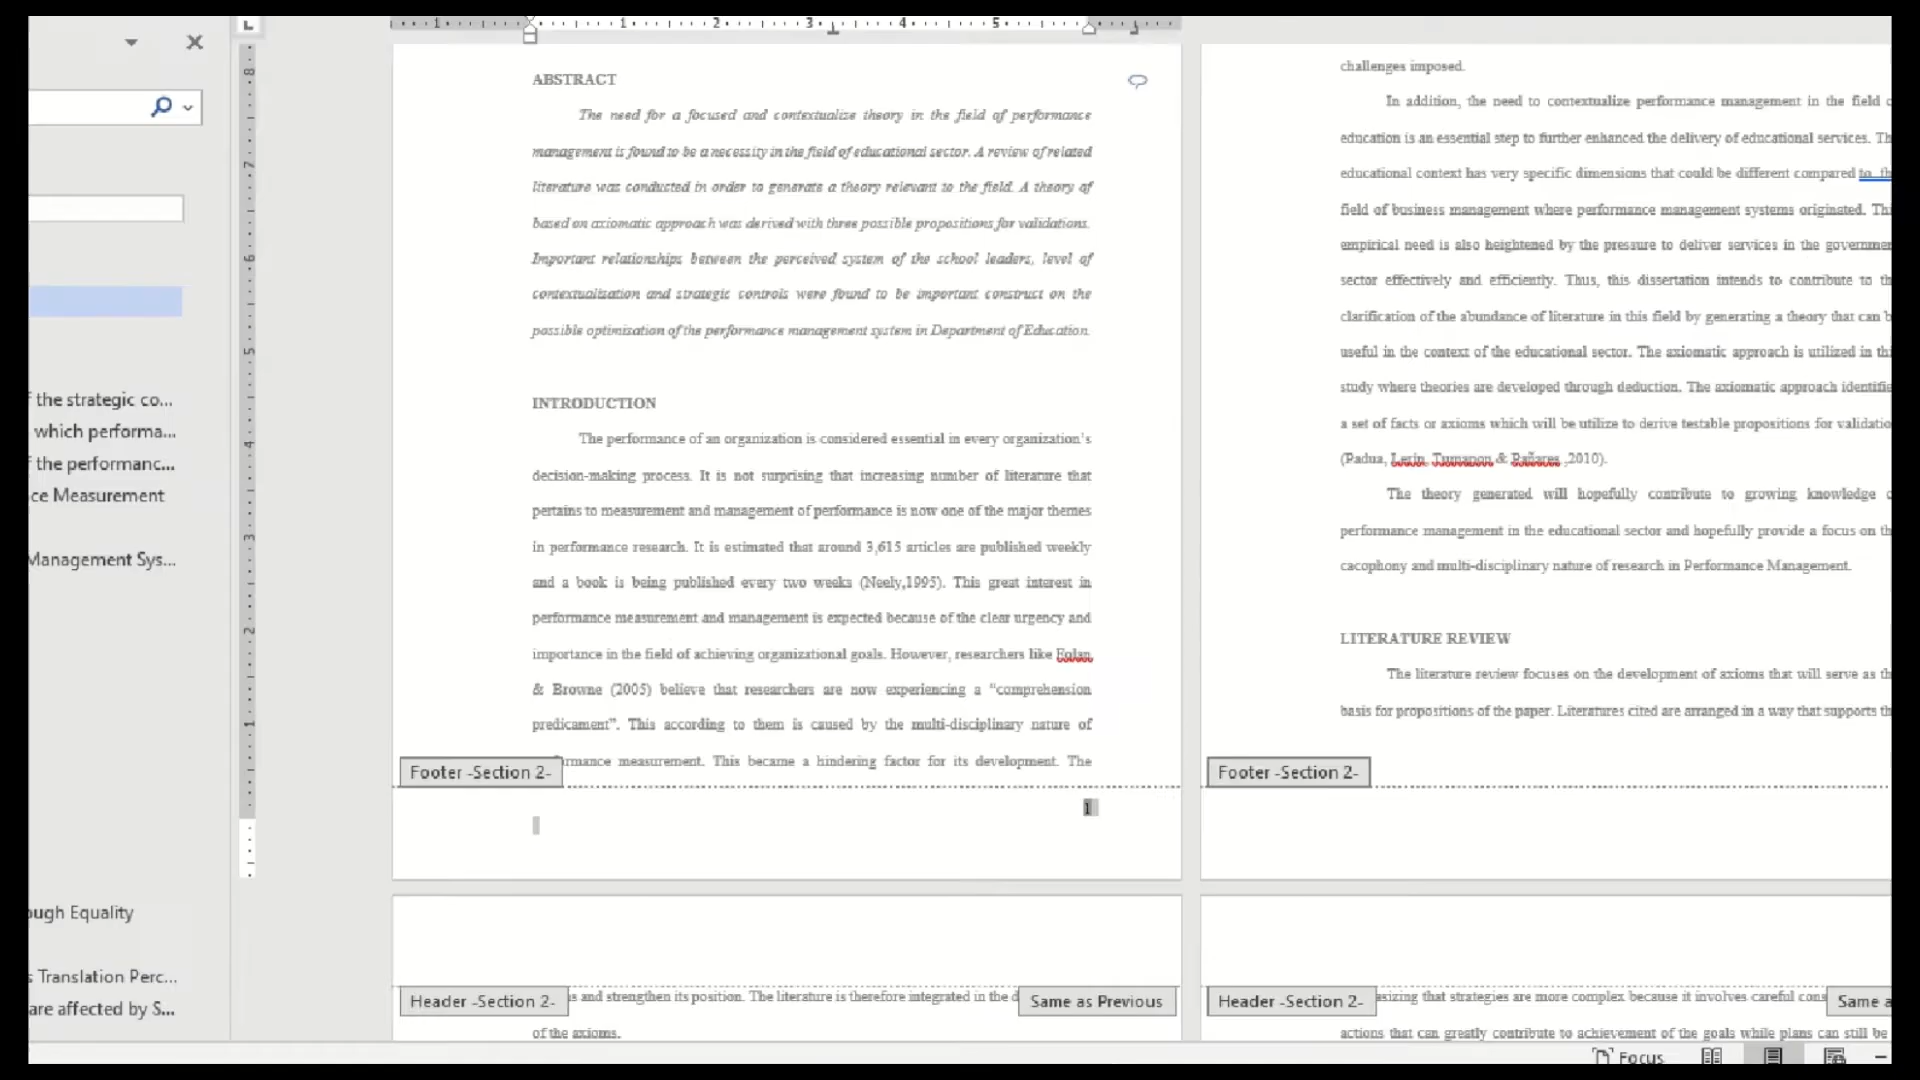 1 1 2 3 4 5
8 7 6 5 4 3 2 1
f the strategic co...
which performa...
f the performanc...
ce Measurement
Management Sys...
ough Equality
s Translation Perc...
are affected by S...
ABSTRACT
The need for a focused and contextualize theory in the field of performance
management is found to be a necessity in the field of educational sector. A review of related
literature was conducted in order to generate a theory relevant to the field. A theory of
based on axiomatic approach was derived with three possible propositions for validations.
Important relationships between the perceived system of the school leaders, level of
contextualization and strategic controls were found to be important construct on the
possible optimization of the performance management system in Department of Education.
INTRODUCTION
The performance of an organization is considered essential in every organization’s
decision-making process. It is not surprising that increasing number of literature that
pertains to measurement and management of performance is now one of the major themes
in performance research. It is estimated that around 3,615 articles are published weekly
and a book is being published every two weeks (Neely,1995). This great interest in
performance measurement and management is expected because of the clear urgency and
importance in the field of achieving organizational goals. However, researchers like Folan
& Browne (2005) believe that researchers are now experiencing a “comprehension
predicament”. This according to them is caused by the multi-disciplinary nature of
rmance measurement. This became a hindering factor for its development. The
Footer -Section 2-
1
Header -Section 2-
s and strengthen its position. The literature is therefore integrated in the d
Same as Previous
of the axioms.
challenges imposed.
In addition, the need to contextualize performance management in the field o
education is an essential step to further enhanced the delivery of educational services. Th
educational context has very specific dimensions that could be different compared to th
field of business management where performance management systems originated. Thi
empirical need is also heightened by the pressure to deliver services in the governmen
sector effectively and efficiently. Thus, this dissertation intends to contribute to th
clarification of the abundance of literature in this field by generating a theory that can b
useful in the context of the educational sector. The axiomatic approach is utilized in thi
study where theories are developed through deduction. The axiomatic approach identifie
a set of facts or axioms which will be utilize to derive testable propositions for validatio
(Padua, Lerin, Tumapon & Pañares ,2010).
The theory generated will hopefully contribute to growing knowledge o
performance management in the educational sector and hopefully provide a focus on th
cacophony and multi-disciplinary nature of research in Performance Management.
LITERATURE REVIEW
The literature review focuses on the development of axioms that will serve as th
basis for propositions of the paper. Literatures cited are arranged in a way that supports th
Footer -Section 2-
Header -Section 2-
asizing that strategies are more complex because it involves careful cons
Same a
actions that can greatly contribute to achievement of the goals while plans can still be
Focus